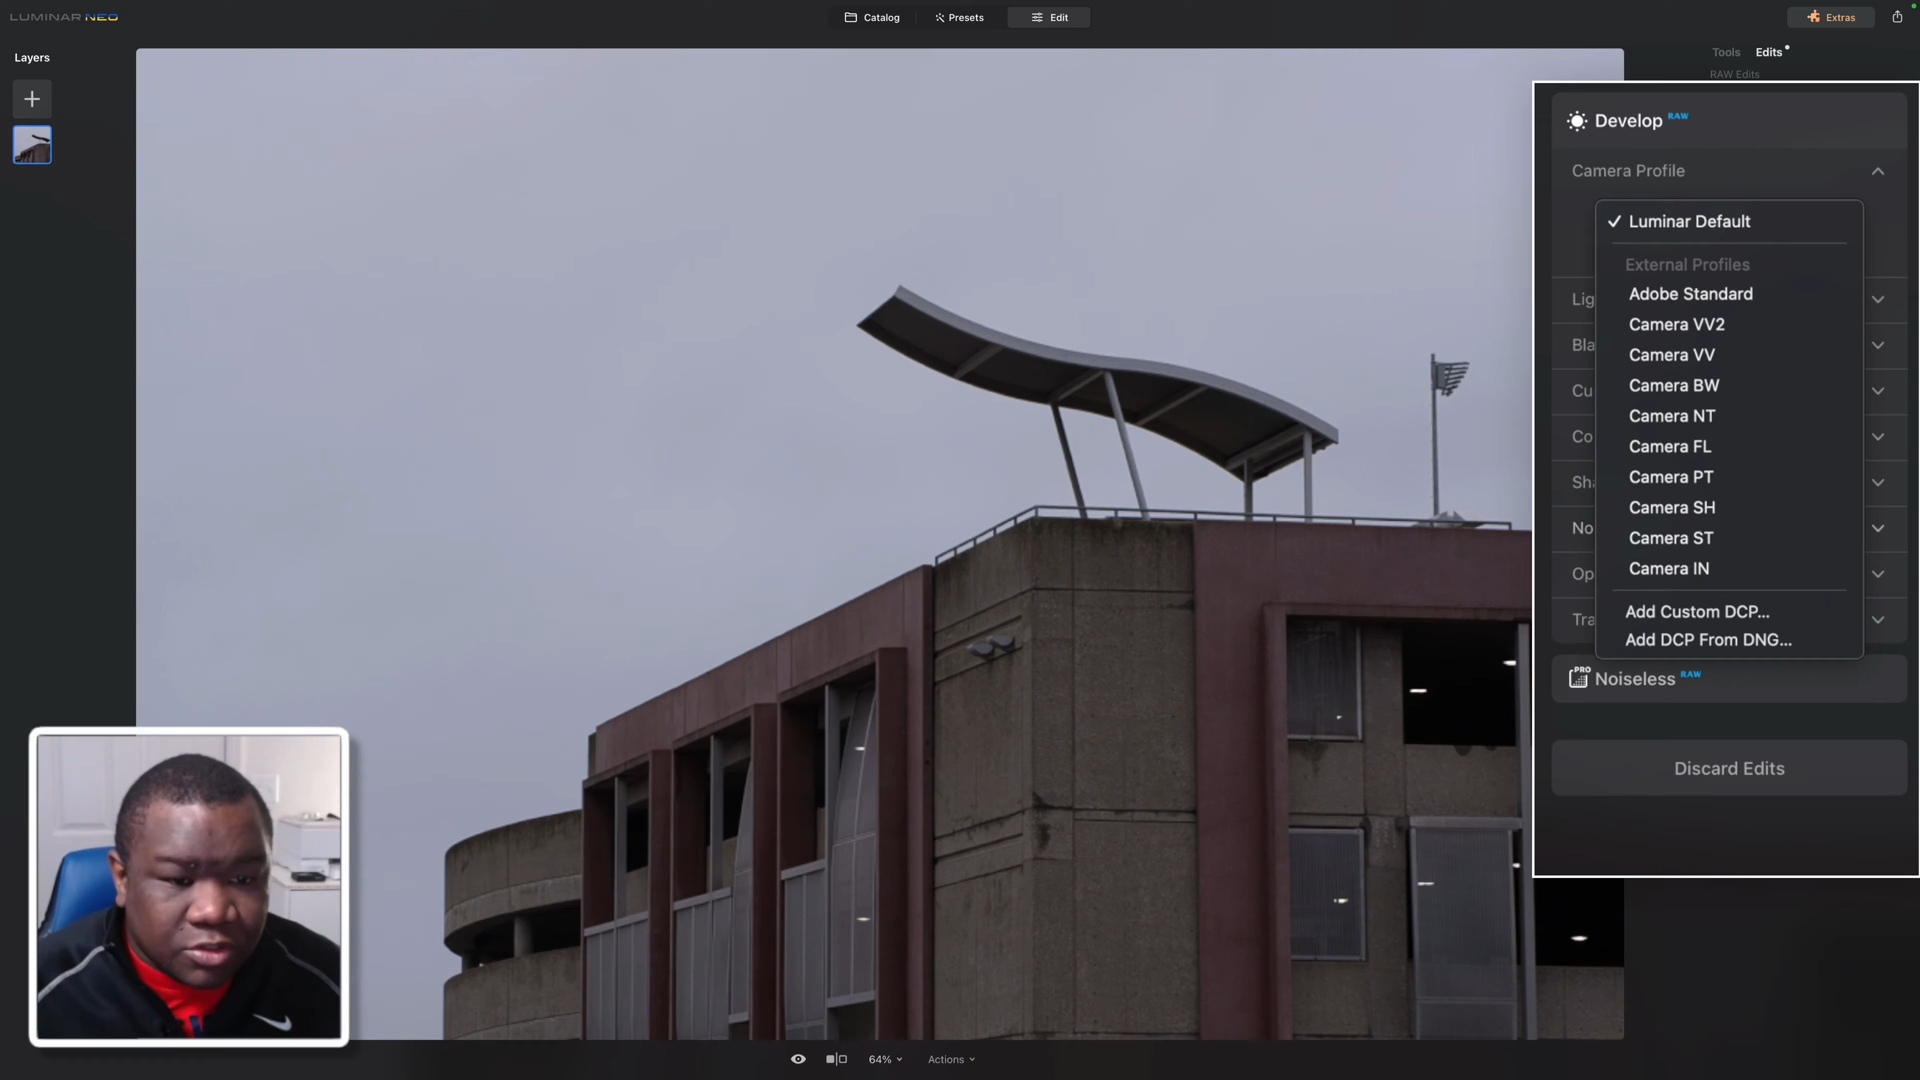 LUMINAR NEO
Catalog
Presets
Edit
Extras
Layers
Tools
Edits
RAW Edits
Develop RAW
Camera Profile
Luminar Default
External Profiles
Adobe Standard
Camera VV2
Camera VV
Camera BW
Camera NT
Camera FL
Camera PT
Camera SH
Camera ST
Camera IN
Add Custom DCP...
Add DCP From DNG...
Lig
Bla
Cu
Co
Sha
No
Op
Tra
PRO
Noiseless RAW
Discard Edits
64%
Actions